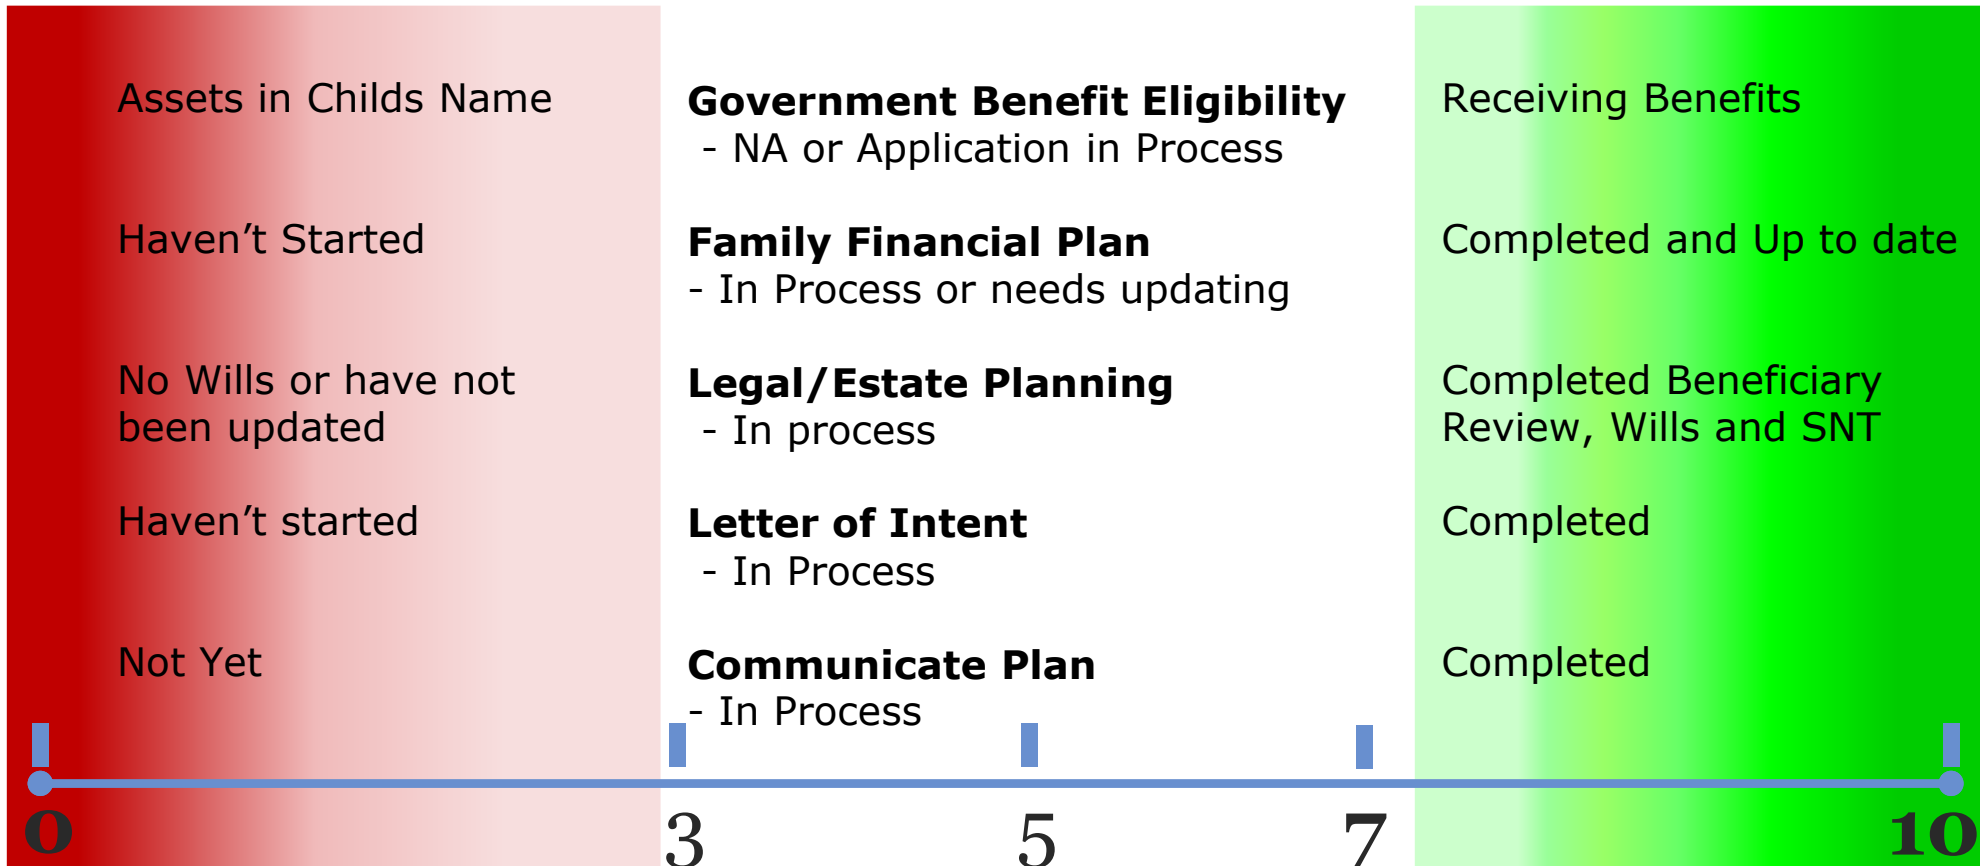 Assets in Childs Name
Government Benefit Eligibility
- NA or Application in Process
Receiving Benefits
Haven’t Started
Family Financial Plan
- In Process or needs updating
Completed and Up to date
No Wills or have not
been updated
Legal/Estate Planning
- In process
Completed Beneficiary
Review, Wills and SNT
Haven’t started
Letter of Intent
- In Process
Completed
Not Yet
Communicate Plan
- In Process
Completed
0
3
5
7
10